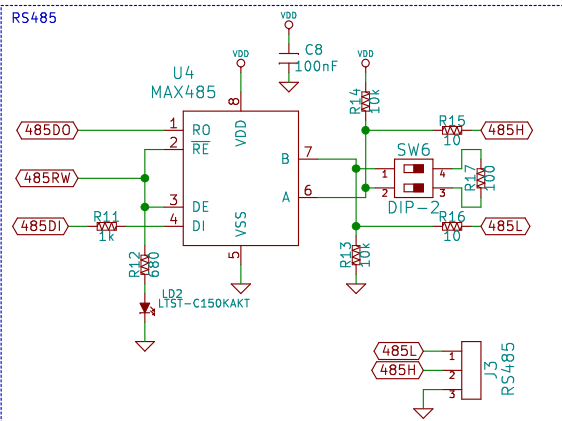 RS485
VDD
C8
100nF
VDD
VDD
U4
MAX485
8
VDD
R14
10k
485DO
1
RO
2
RE
R15
10
485H
7
B
SW6
1
4
2
3
DIP-2
R17
100
485RW
3
DE
6
A
485DI
R11
1k
4
DI
R16
10
485L
VSS
5
R12
680
R13
10k
LD2
LTST-C150KAKT
485L
1
485H
2
3
J3
RS485